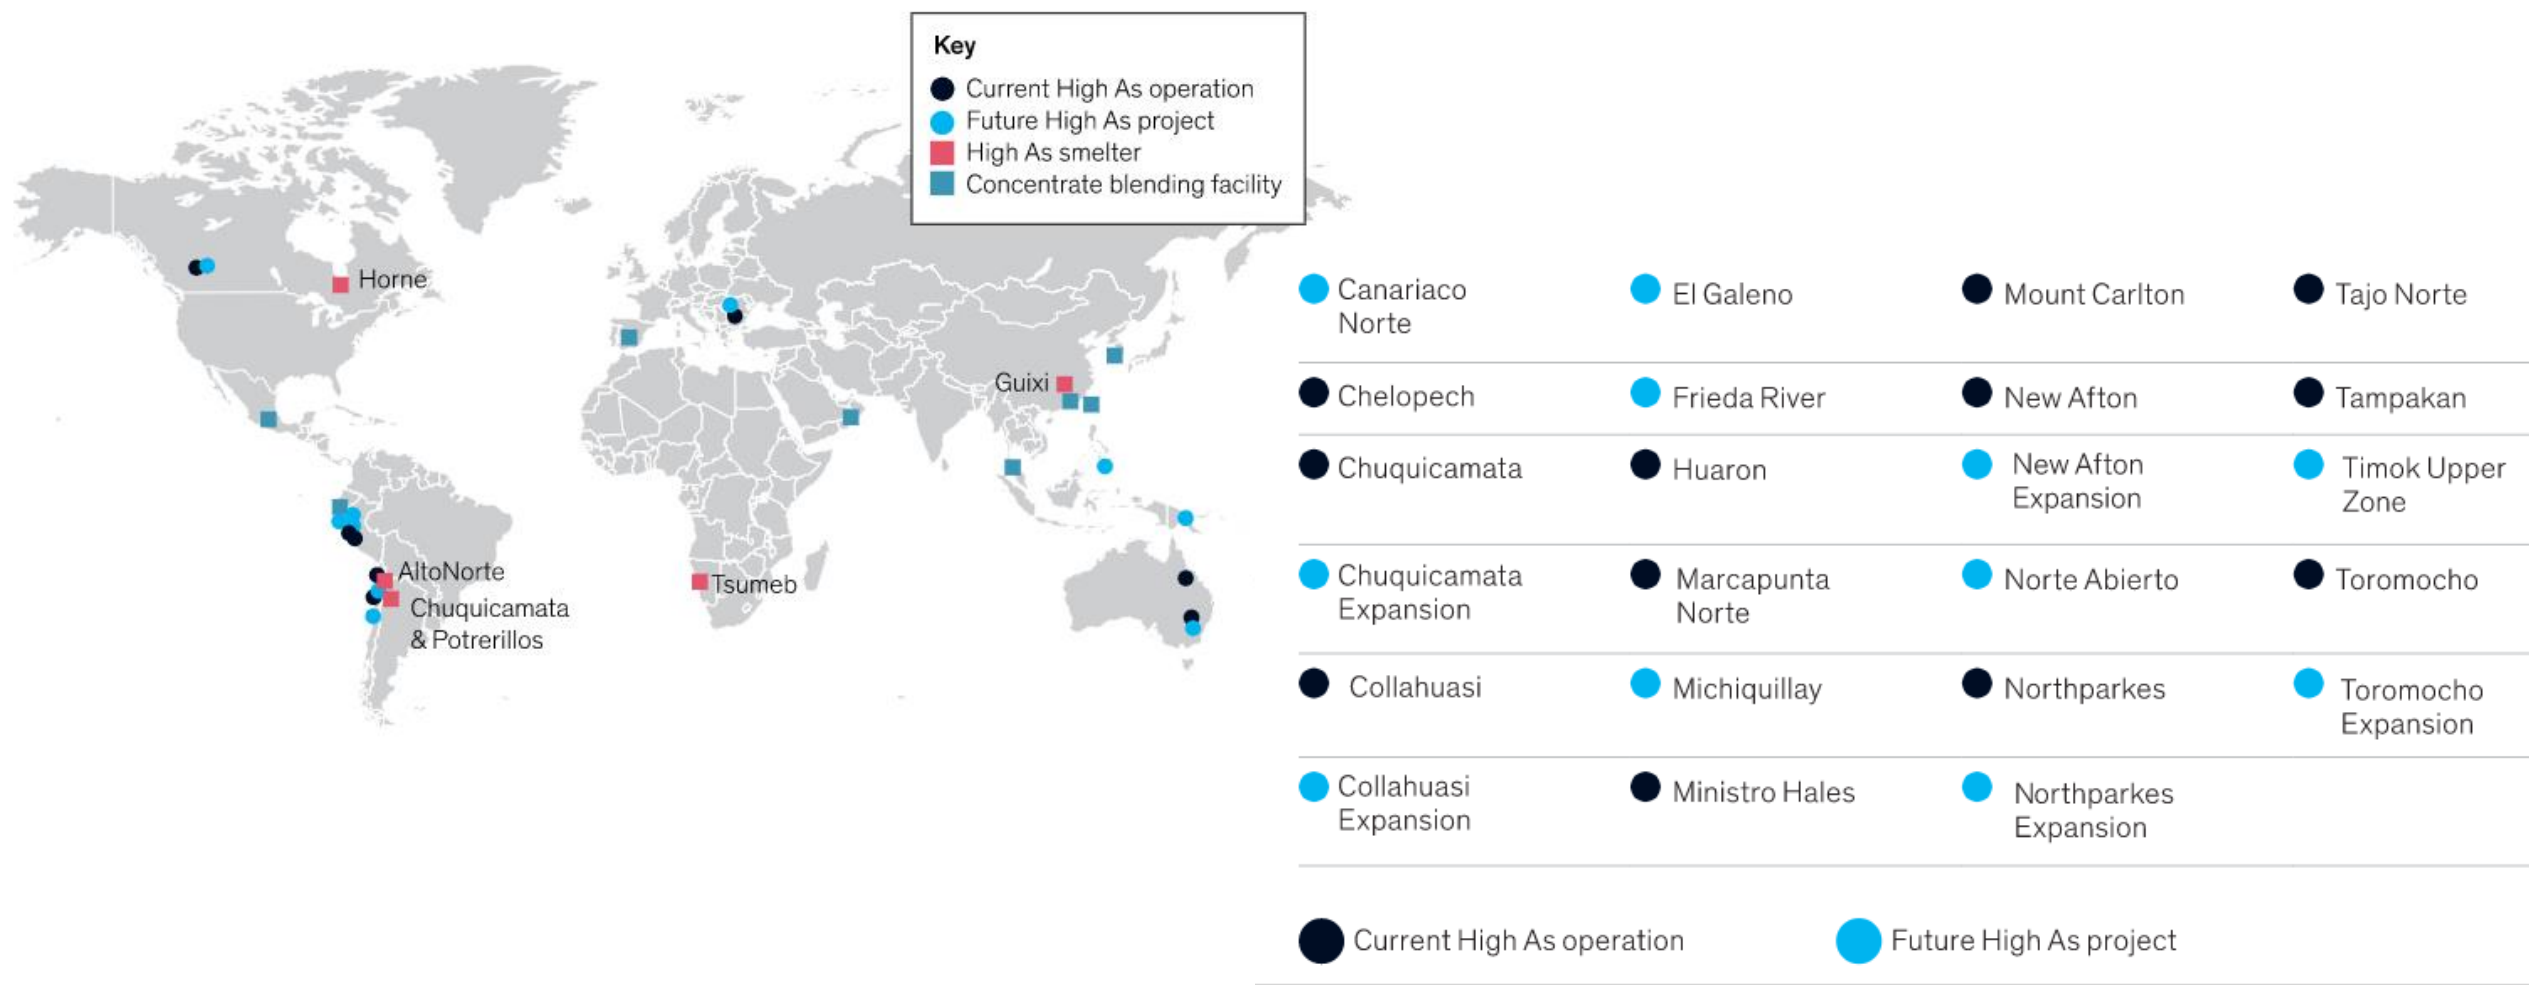 Key
Current High As operation
Future High As project
High As smelter
Concentrate blending facility
Horne
Guixi
AltoNorte
Chuquicamata
& Potrerillos
Tsumeb
Canariaco
Norte
El Galeno
Mount Carlton
Tajo Norte
Chelopech
Frieda River
New Afton
Tampakan
Chuquicamata
Huaron
New Afton
Expansion
Timok Upper
Zone
Chuquicamata
Expansion
Marcapunta
Norte
Norte Abierto
Toromocho
Collahuasi
Michiquillay
Northparkes
Toromocho
Expansion
Collahuasi
Expansion
Ministro Hales
Northparkes
Expansion
Current High As operation
Future High As project